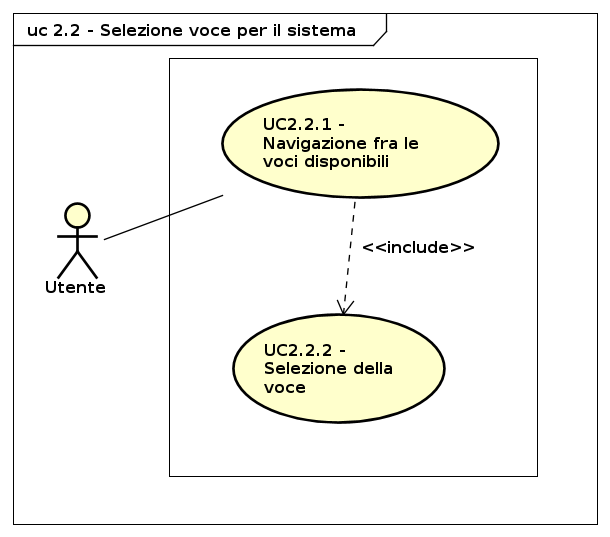 uc 2.2 - Selezione voce per il sistema
UC2.2.1 -
Navigazione fra le
voci disponibili
<<include>>
Utente
UC2.2.2 -
Selezione della
voce